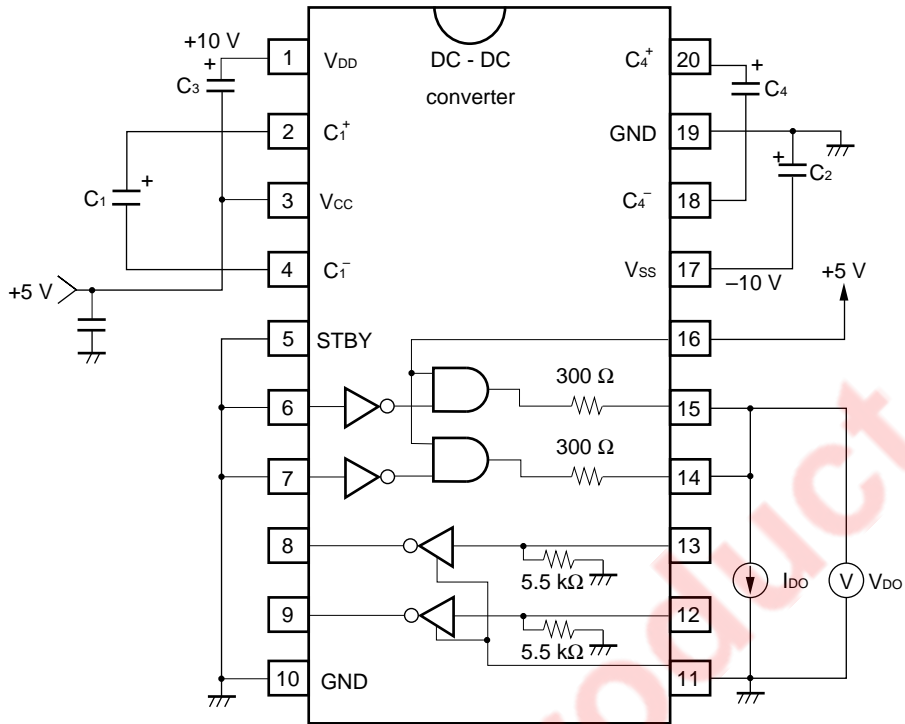 +10 V
1 VDD DC - DC C4+ 20
+ C3 converter + C4
2 C1+ GND 19
C1 + + C2
3 VCC C4− 18
4 C1− VSS 17
−10 V +5 V
+5 V
5 STBY 16
300 Ω
6 15
300 Ω
7 14
8 13
5.5 kΩ IDO V VDO
9 12
5.5 kΩ
10 GND 11
product